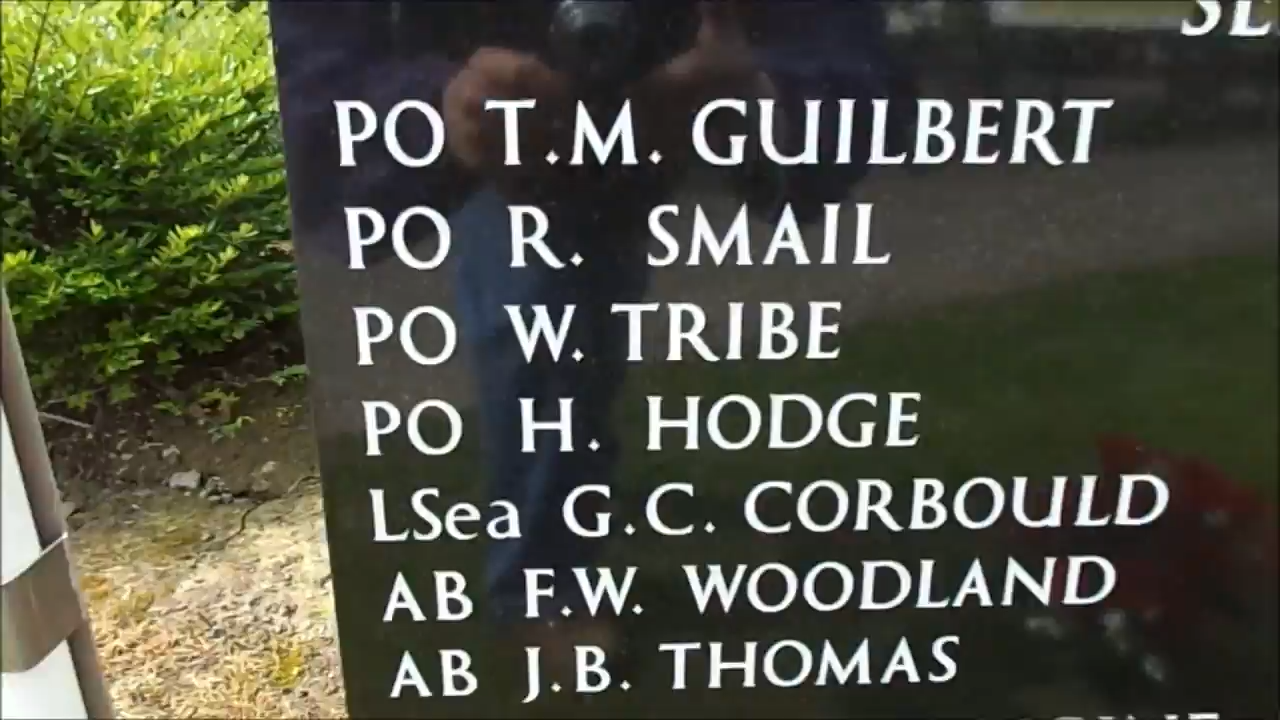 PO T.M. GUILBERT
PO R. SMAIL
PO W. TRIBE
PO H. HODGE
LSea G.C. CORBOULD
AB F.W. WOODLAND
AB J.B. THOMAS